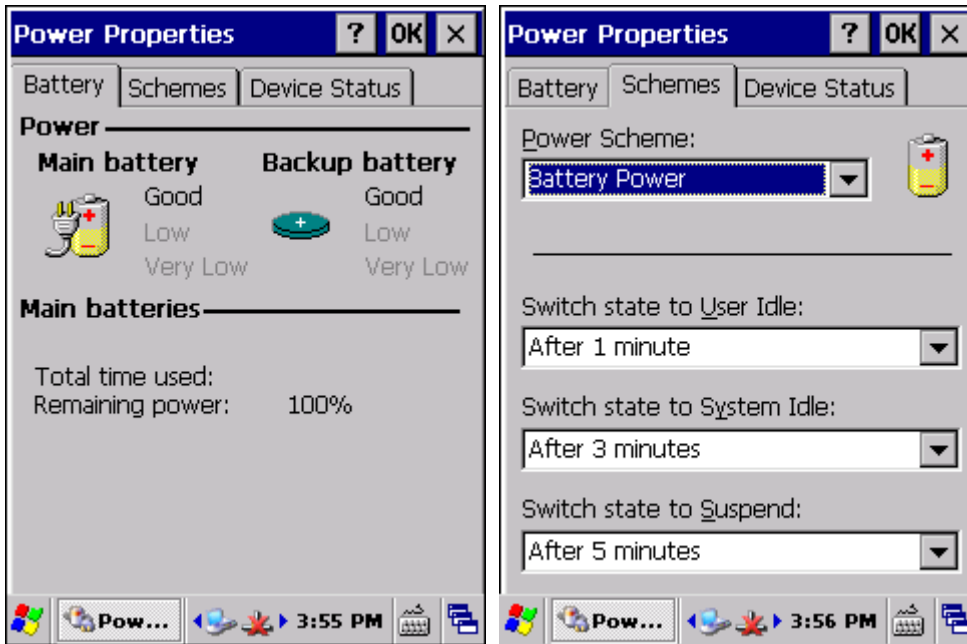 Power Properties ? OK ×
Battery Schemes Device Status
Power
Main battery Backup battery
Good Good
Low Low
Very Low Very Low
Main batteries
Total time used:
Remaining power: 100%
Pow... 3:55 PM
Power Properties ? OK ×
Battery Schemes Device Status
Power Scheme:
Battery Power
Switch state to User Idle:
After 1 minute
Switch state to System Idle:
After 3 minutes
Switch state to Suspend:
After 5 minutes
Pow... 3:56 PM